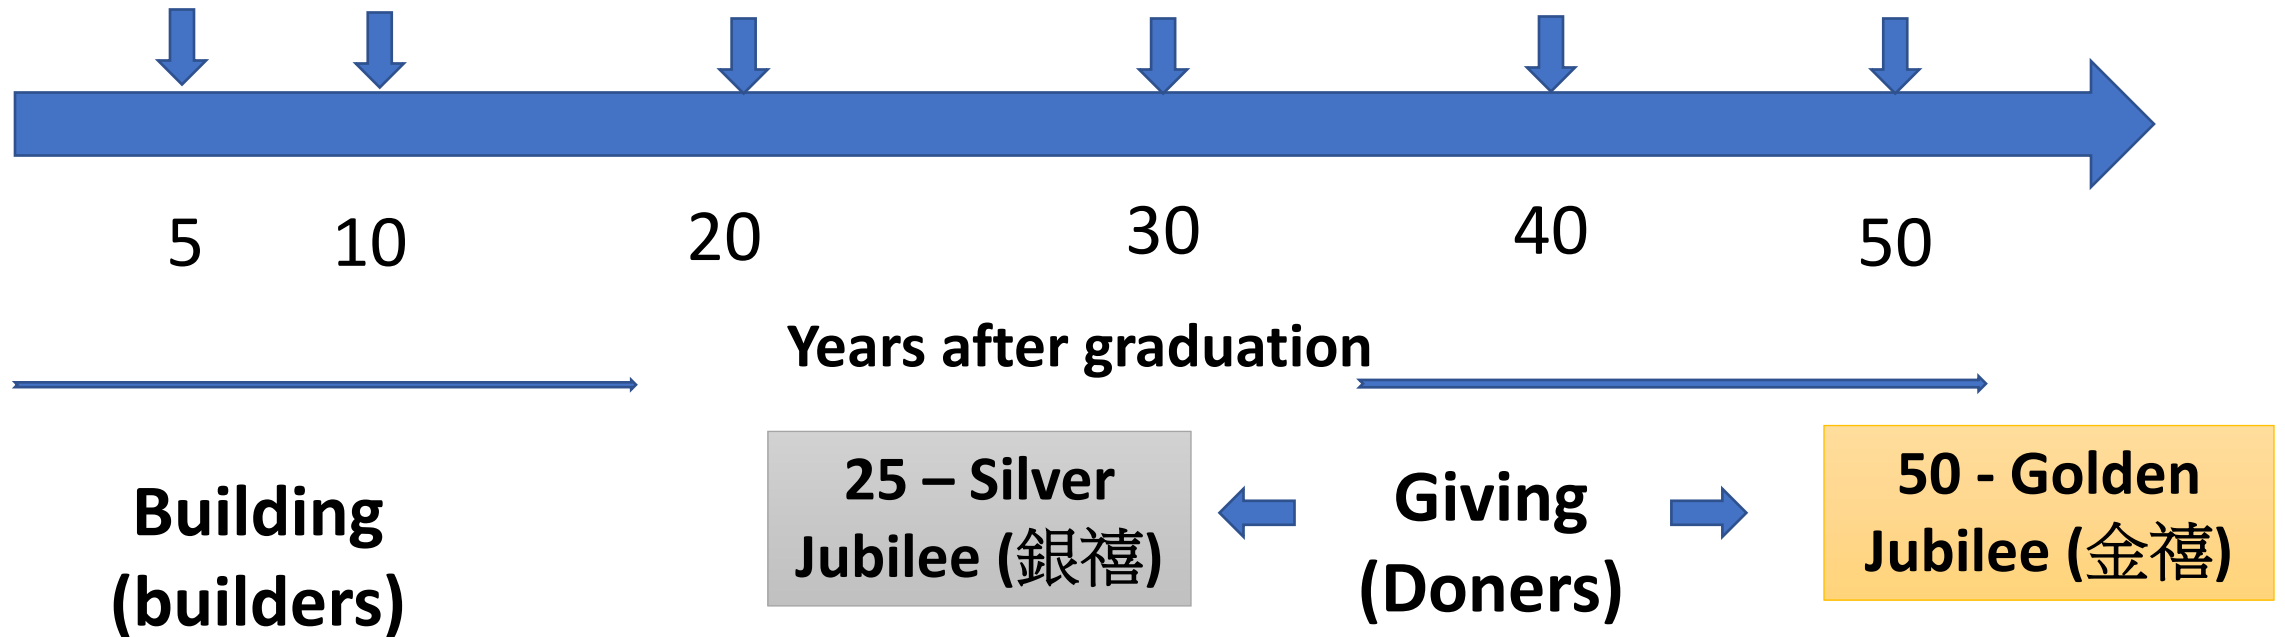 5
10
20
30
40
50
Years after graduation
Building
(builders)
25 – Silver
Jubilee (銀禧)
Giving
(Doners)
50 - Golden
Jubilee (金禧)